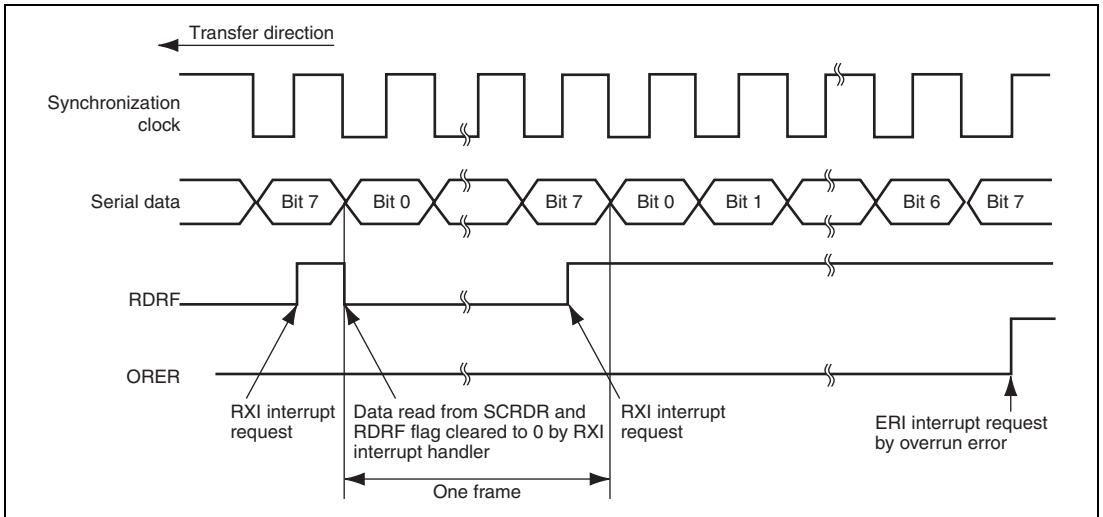 Transfer direction
Synchronization
clock
Serial data
Bit 7
Bit 0
Bit 7
Bit 0
Bit 1
Bit 6
Bit 7
RDRF
ORER
RXI interrupt
request
Data read from SCRDR and
RDRF flag cleared to 0 by RXI
interrupt handler
RXI interrupt
request
ERI interrupt request
by overrun error
One frame